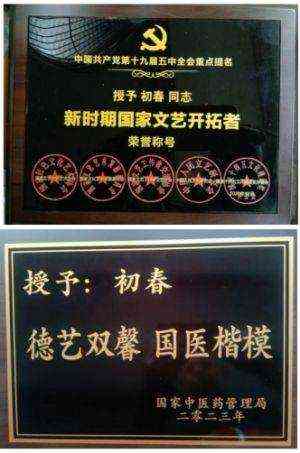 中国共产党第十九届五中全会重点提名
授予 初春 同志
新时期国家文艺开拓者
荣誉称号
授予：初春
德艺双馨 国医楷模
国家中医药管理局
二〇二三年